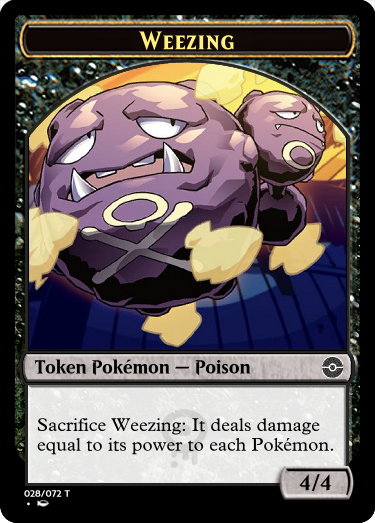 Weezing
Token Pokémon — Poison
Sacrifice Weezing: It deals damage
equal to its power to each Pokémon.
4/4
028/072 T